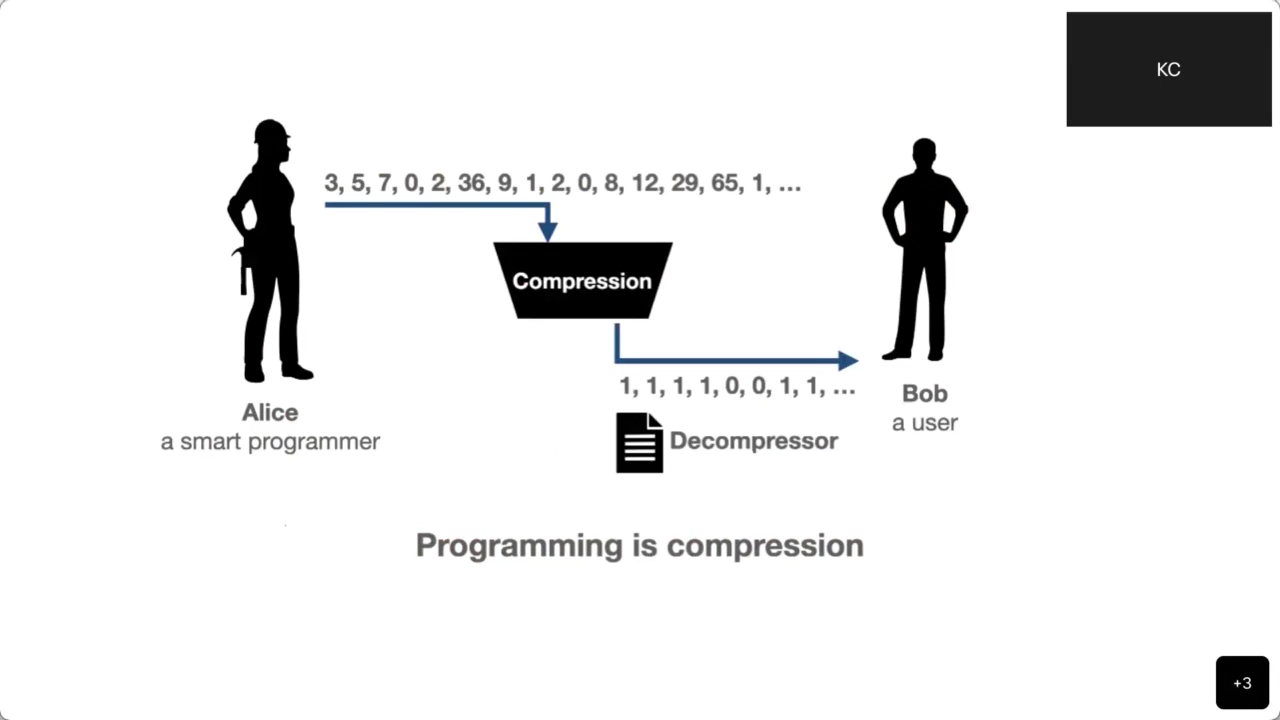 KC
3, 5, 7, 0, 2, 36, 9, 1, 2, 0, 8, 12, 29, 65, 1, ...
Compression
1, 1, 1, 1, 0, 0, 1, 1, ...
Bob
a user
Alice
a smart programmer
Decompressor
Programming is compression
+3